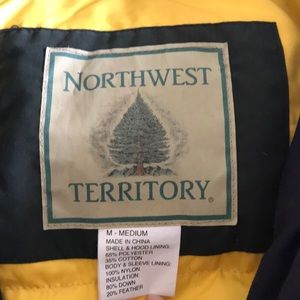 NORTHWEST
TERRITORY®
M - MEDIUM
MADE IN CHINA
SHELL & HOOD LINING:
65% POLYESTER
35% COTTON
BODY & SLEEVE LINING:
100% NYLON
INSULATION
80% DOWN
20% FEATHER